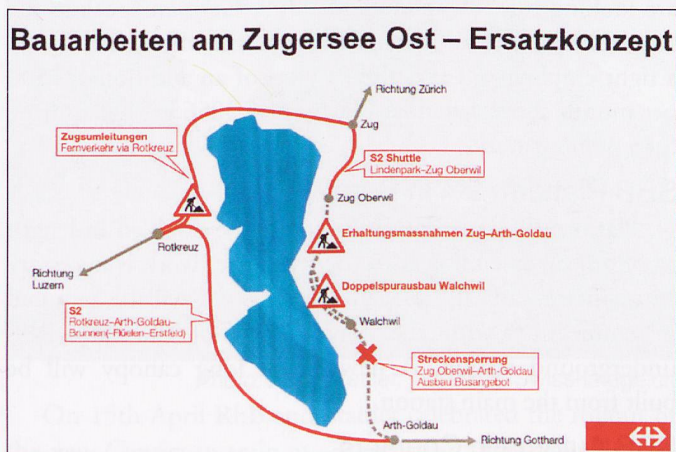 Bauarbeiten am Zugersee Ost – Ersatzkonzept
Richtung Zürich
Zug
Zugsumleitungen
Fernverkehr via Rotkreuz
S2 Shuttle
Lindenpark–Zug Oberwil
Zug Oberwil
Erhaltungsmassnahmen Zug–Arth-Goldau
Rotkreuz
Richtung
Luzern
Doppelspurausbau Walchwil
S2
Rotkreuz–Arth-Goldau–
Brunnen(–Flüelen–Erstfeld)
Walchwil
Streckensperrung
Zug Oberwil–Arth-Goldau
Ausbau Busangebot
Arth-Goldau
Richtung Gotthard